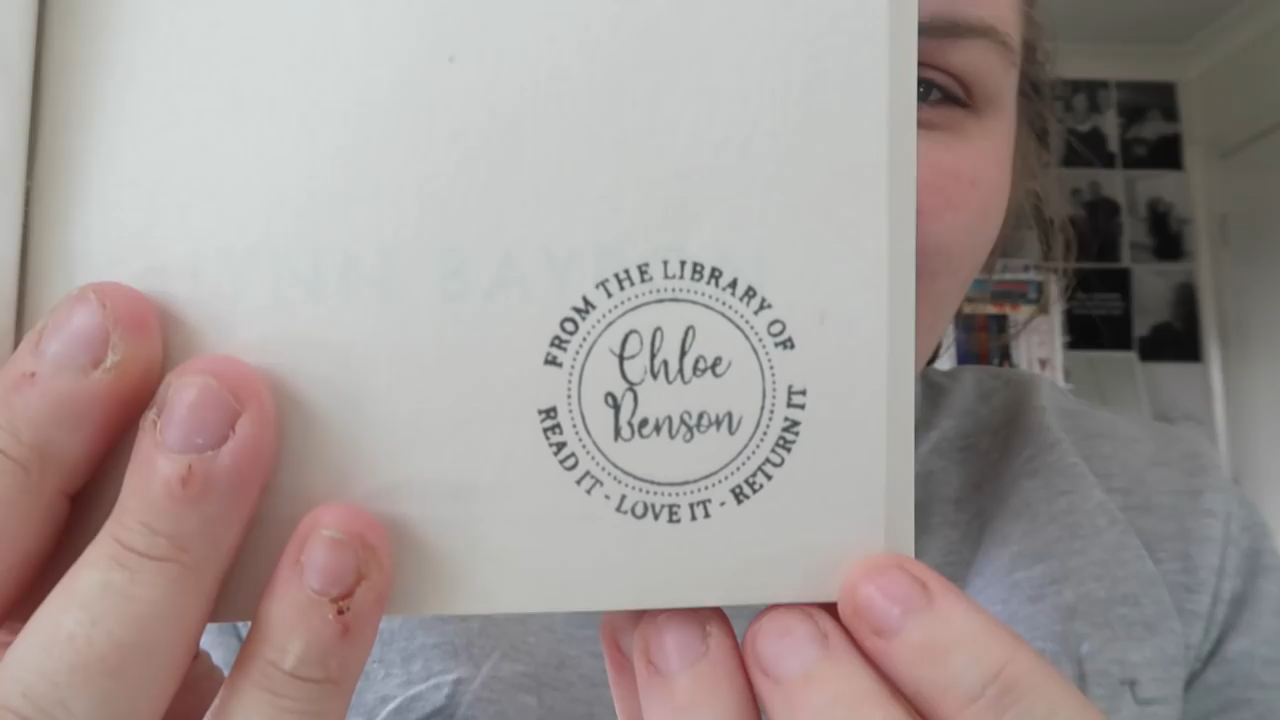 FROM THE LIBRARY OF
Chloe
Benson
READ IT - LOVE IT - RETURN IT